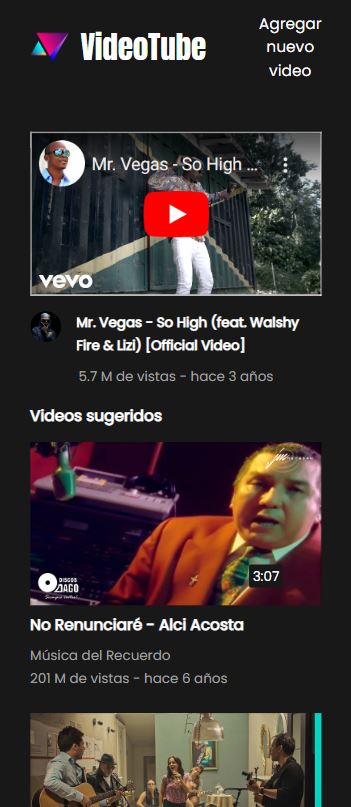 VideoTube
Agregar
nuevo
video
Mr. Vegas - So High ...
vevo
Mr. Vegas - So High (feat. Walshy
Fire & Lizi) [Official Video]
5.7 M de vistas - hace 3 años
Videos sugeridos
3:07
DISCOS
No Renunciaré - Alci Acosta
Música del Recuerdo
201 M de vistas - hace 6 años